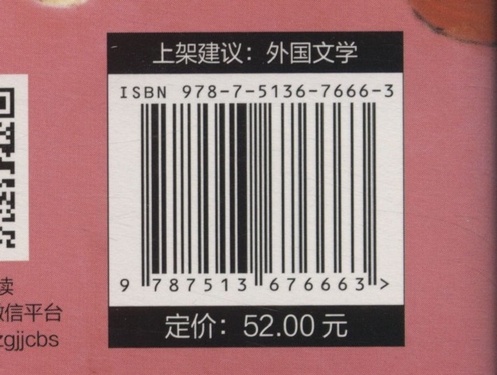 上架建议：外国文学
ISBN 978-7-5136-7666-3
9 787513 676663 >
定价：52.00 元
读
微信平台
zgjjcbs